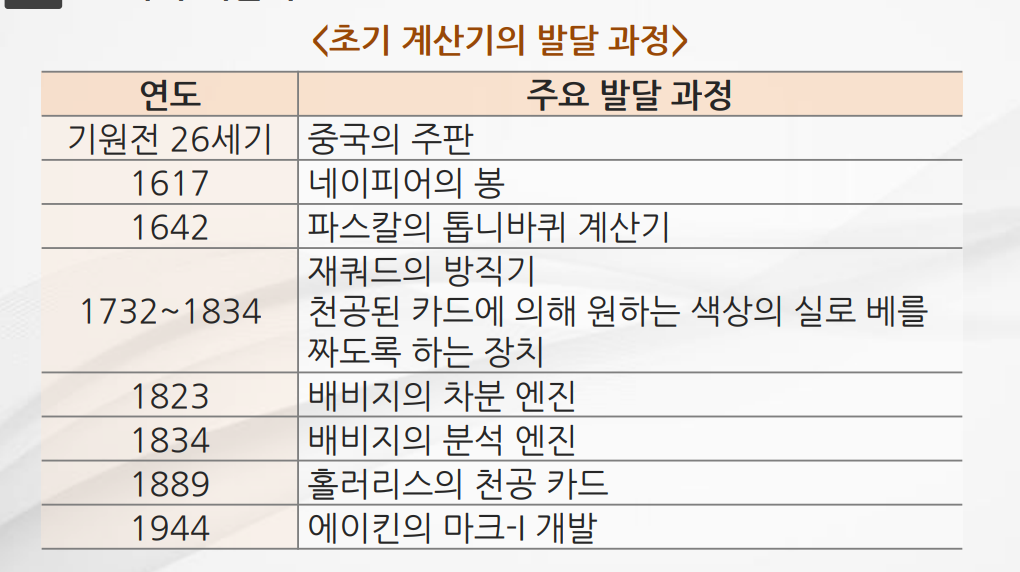 <초기 계산기의 발달 과정>
연도 주요 발달 과정
기원전 26세기 중국의 주판
1617 네이피어의 봉
1642 파스칼의 톱니바퀴 계산기
1732~1834 재쿼드의 방직기
천공된 카드에 의해 원하는 색상의 실로 베를
짜도록 하는 장치
1823 배비지의 차분 엔진
1834 배비지의 분석 엔진
1889 홀러리스의 천공 카드
1944 에이킨의 마크-I 개발